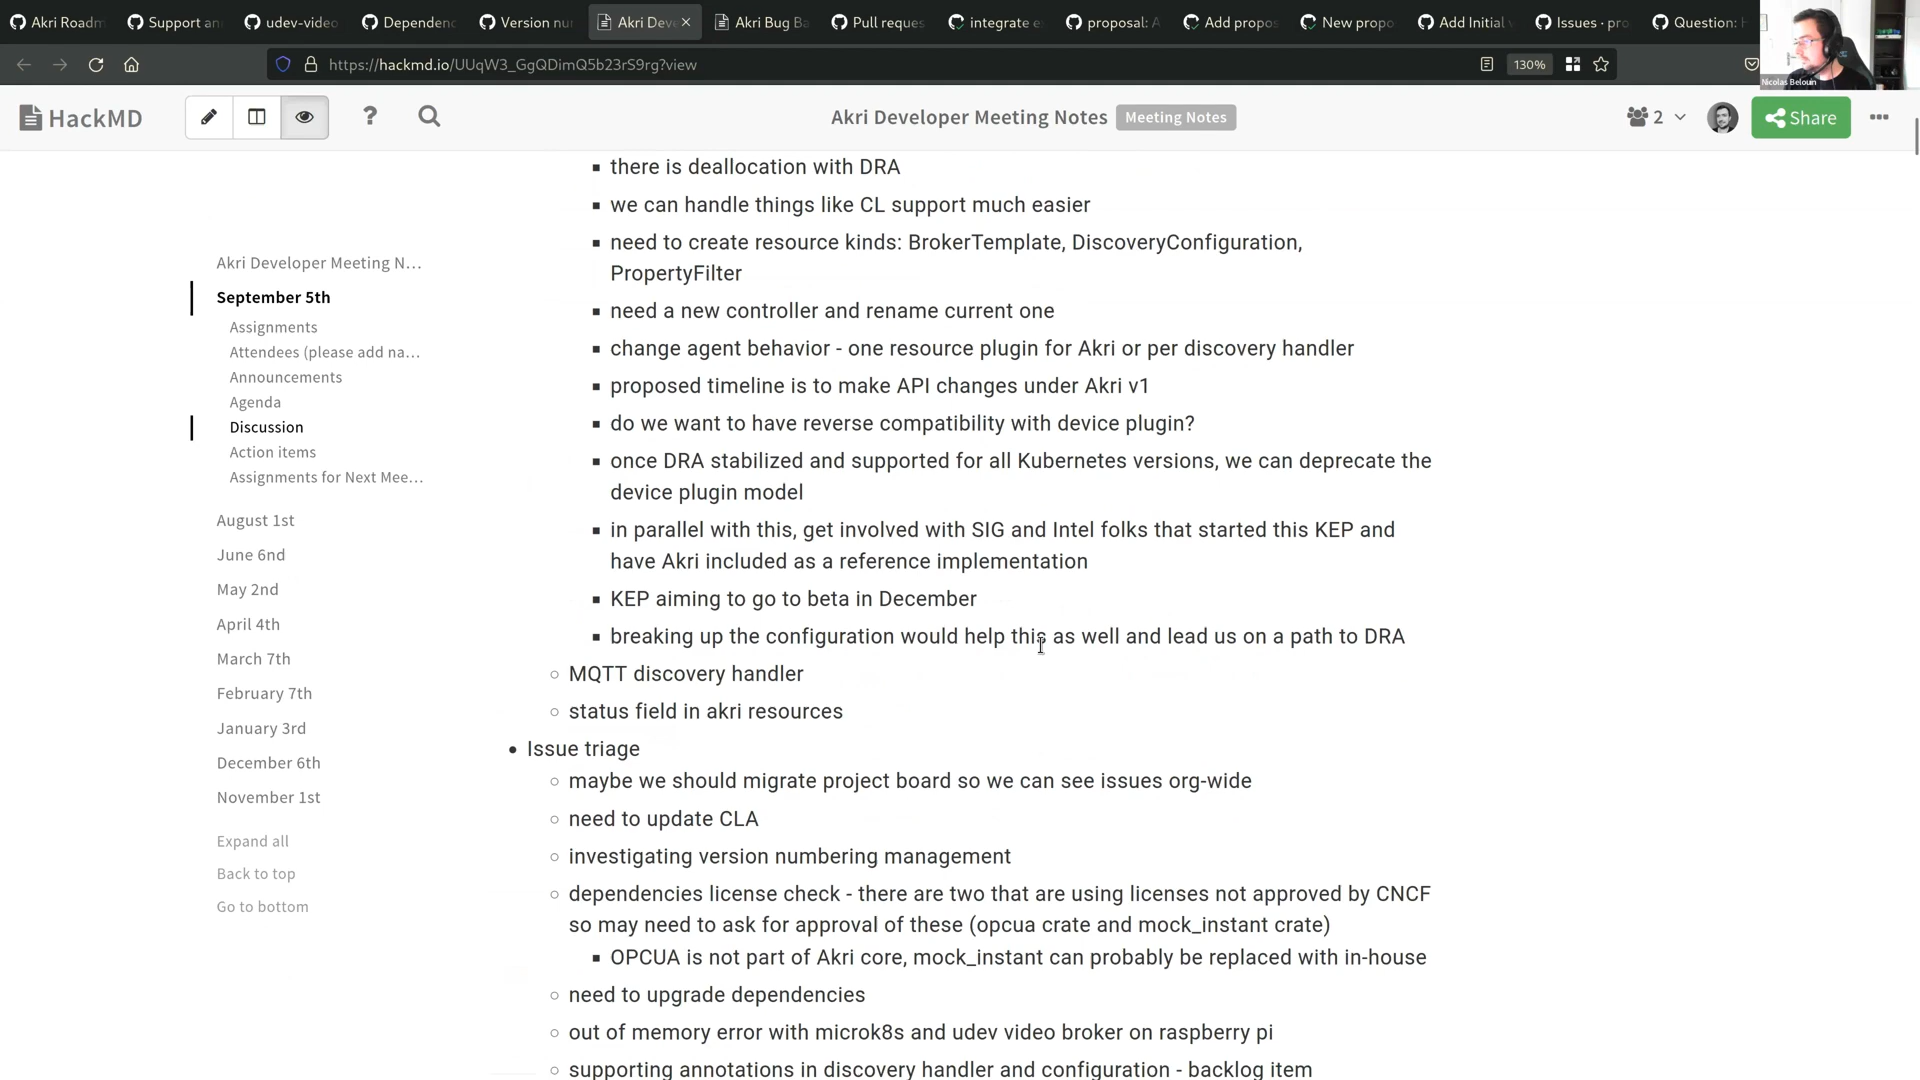 Akri Roadm
Support an
udev-video
Dependenc
Version nu
Akri Dev
Akri Bug Ba
Pull reques
integrate e
proposal: A
Add propos
New propo
Add Initial
Issues · pro
Question: H
https://hackmd.io/UUqW3_GgQDimQ5b23rS9rg?view
130%
Nicolas Belouin
HackMD
Akri Developer Meeting Notes
Meeting Notes
2
Share
Akri Developer Meeting N…
September 5th
Assignments
Attendees (please add na…
Announcements
Agenda
Discussion
Action items
Assignments for Next Mee…
August 1st
June 6nd
May 2nd
April 4th
March 7th
February 7th
January 3rd
December 6th
November 1st
Expand all
Back to top
Go to bottom
there is deallocation with DRA
we can handle things like CL support much easier
need to create resource kinds: BrokerTemplate, DiscoveryConfiguration,
PropertyFilter
need a new controller and rename current one
change agent behavior - one resource plugin for Akri or per discovery handler
proposed timeline is to make API changes under Akri v1
do we want to have reverse compatibility with device plugin?
once DRA stabilized and supported for all Kubernetes versions, we can deprecate the
device plugin model
in parallel with this, get involved with SIG and Intel folks that started this KEP and
have Akri included as a reference implementation
KEP aiming to go to beta in December
breaking up the configuration would help this as well and lead us on a path to DRA
MQTT discovery handler
status field in akri resources
Issue triage
maybe we should migrate project board so we can see issues org-wide
need to update CLA
investigating version numbering management
dependencies license check - there are two that are using licenses not approved by CNCF
so may need to ask for approval of these (opcua crate and mock_instant crate)
OPCUA is not part of Akri core, mock_instant can probably be replaced with in-house
need to upgrade dependencies
out of memory error with microk8s and udev video broker on raspberry pi
supporting annotations in discovery handler and configuration - backlog item